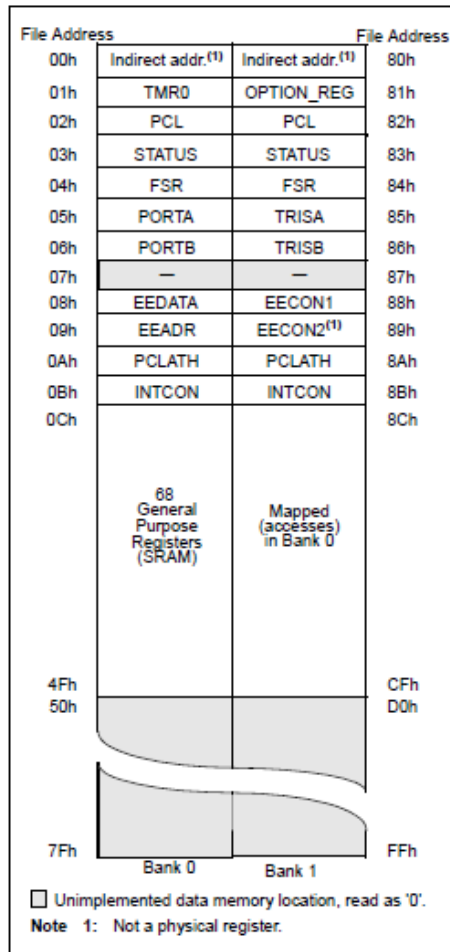 File Address File Address
00h Indirect addr.(1) Indirect addr.(1) 80h
01h TMR0 OPTION_REG 81h
02h PCL PCL 82h
03h STATUS STATUS 83h
04h FSR FSR 84h
05h PORTA TRISA 85h
06h PORTB TRISB 86h
07h — — 87h
08h EEDATA EECON1 88h
09h EEADR EECON2(1) 89h
0Ah PCLATH PCLATH 8Ah
0Bh INTCON INTCON 8Bh
0Ch 8Ch
68
General
Purpose
Registers
(SRAM)
Mapped
(accesses)
in Bank 0
4Fh CFh
50h D0h
7Fh FFh
Bank 0 Bank 1
Unimplemented data memory location, read as '0'.
Note 1: Not a physical register.